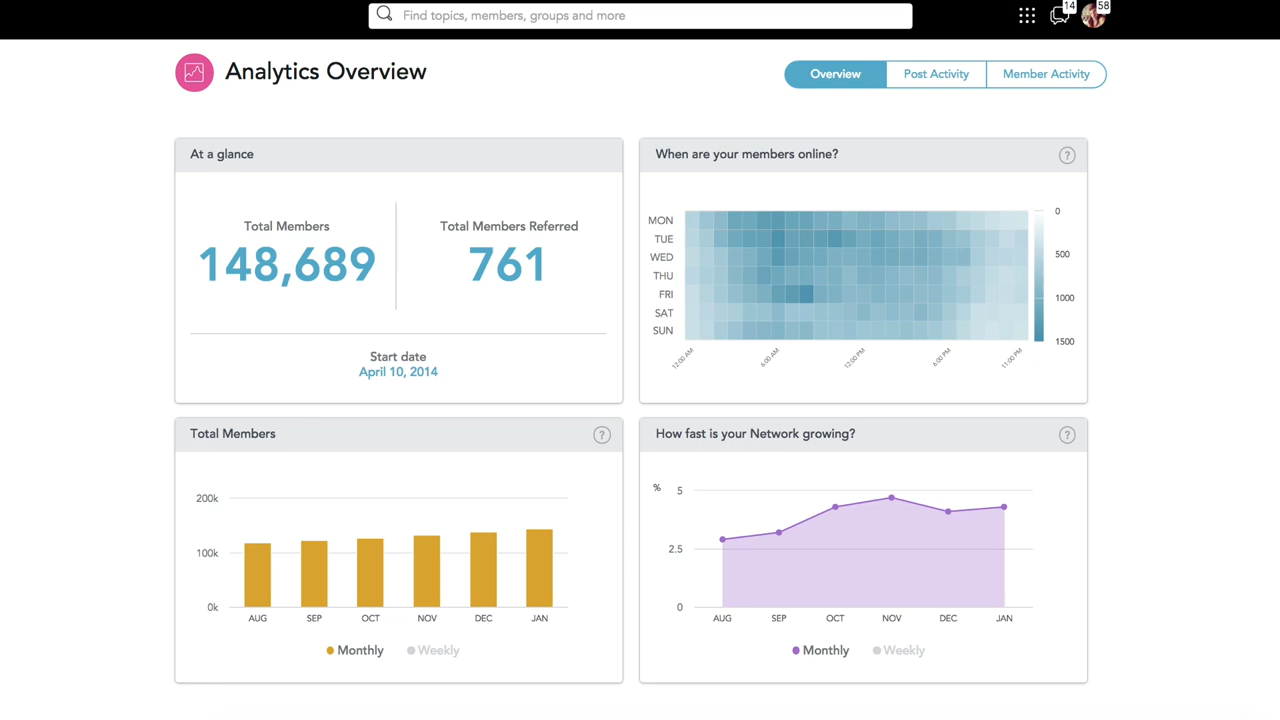 Find topics, members, groups and more
14
58
Analytics Overview
Overview
Post Activity
Member Activity
At a glance
Total Members
148,689
Total Members Referred
761
Start date
April 10, 2014
When are your members online?
?
MON
TUE
WED
THU
FRI
SAT
SUN
12:00 AM
6:00 AM
12:00 PM
6:00 PM
11:00 PM
0
500
1000
1500
Total Members
?
200k
100k
0k
AUG SEP OCT NOV DEC JAN
Monthly Weekly
How fast is your Network growing?
?
%
5
2.5
0
AUG SEP OCT NOV DEC JAN
Monthly Weekly